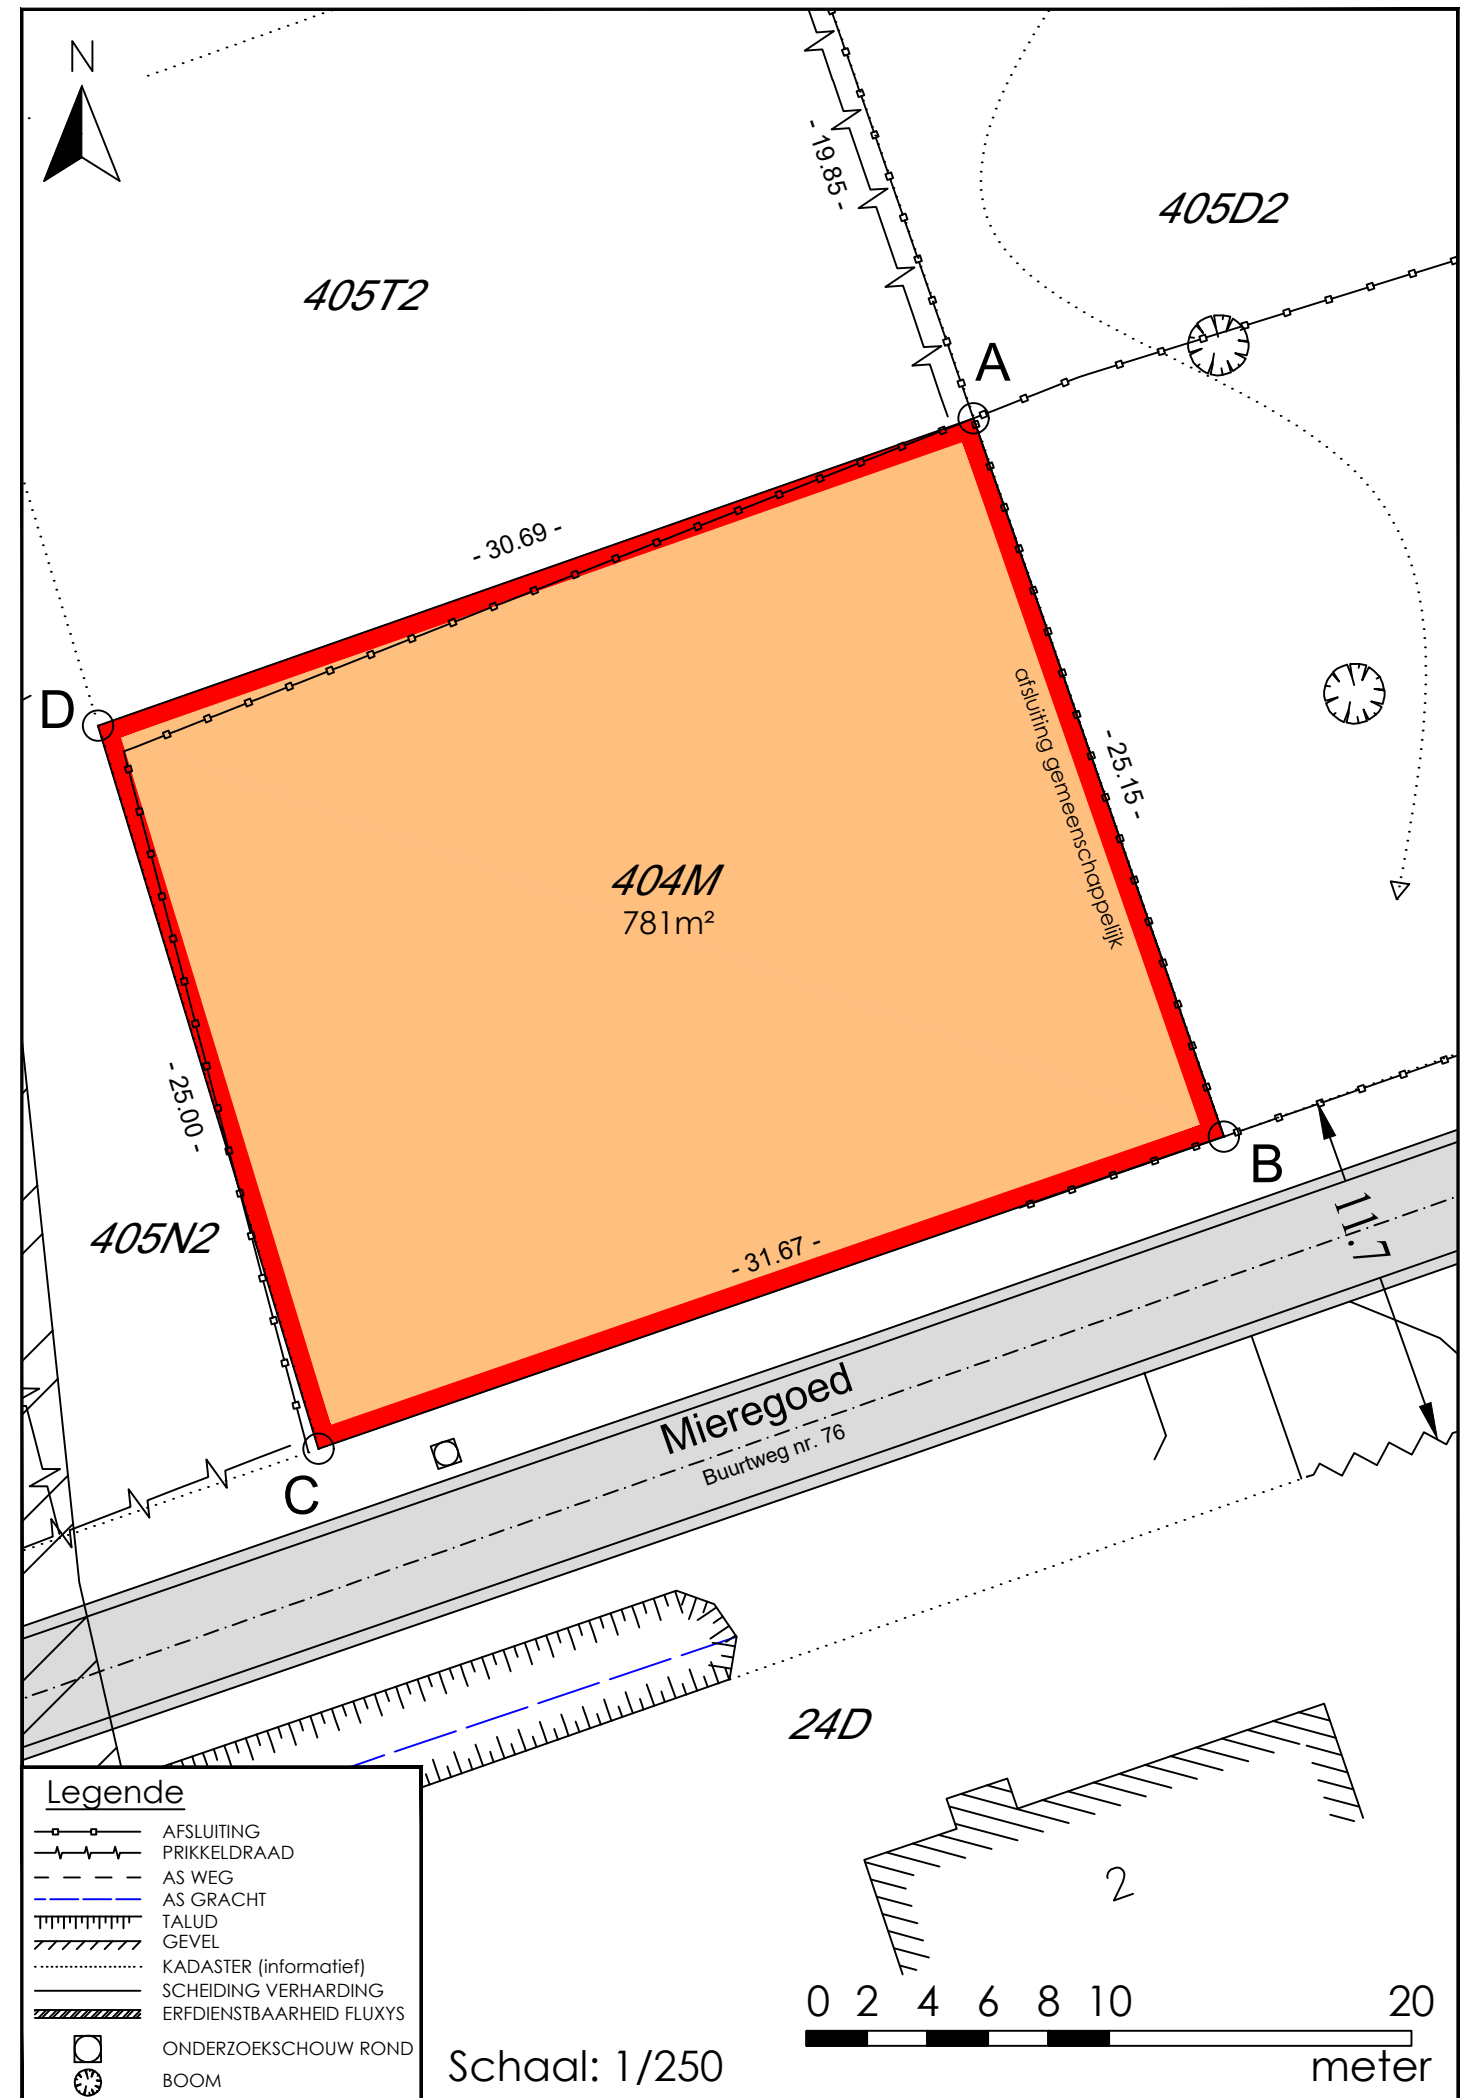 N
- 19.85 -
405D2
405T2
A
- 30.69 -
D
afsluiting gemeenschappelijk
- 25.15 -
404M
781m²
- 25.00 -
B
11.7
405N2
- 31.67 -
Mieregoed
Buurtweg nr. 76
C
24D
2
Legende
AFSLUITING
PRIKKELDRAAD
AS WEG
AS GRACHT
TALUD
GEVEL
KADASTER (informatief)
SCHEIDING VERHARDING
ERFDIENSTBAARHEID FLUXYS
ONDERZOEKSCHOUW ROND
BOOM
Schaal: 1/250
0 2 4 6 8 10 20
meter